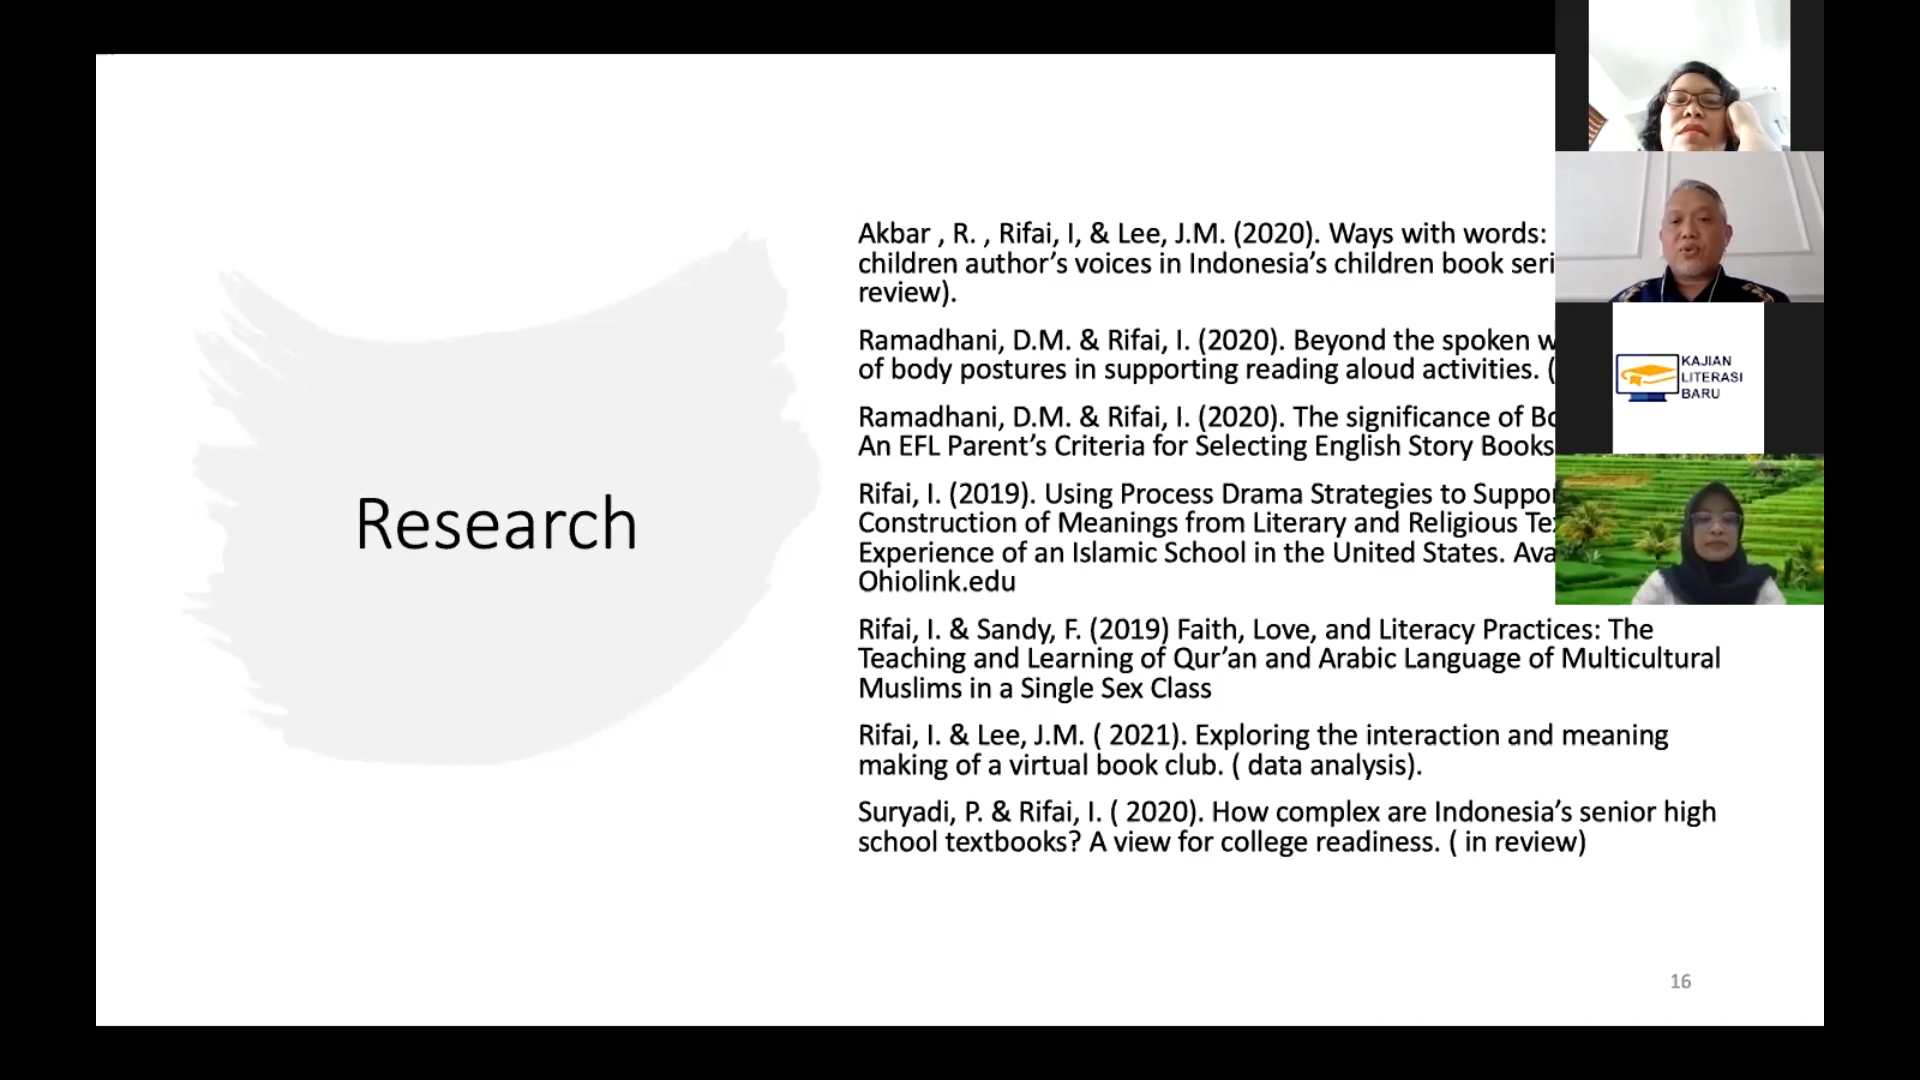 Research
Akbar , R. , Rifai, I, & Lee, J.M. (2020). Ways with words:
children author’s voices in Indonesia’s children book
review).
Ramadhani, D.M. & Rifai, I. (2020). Beyond the spoken
of body postures in supporting reading aloud activities. (
Ramadhani, D.M. & Rifai, I. (2020). The significance of
An EFL Parent’s Criteria for Selecting English Story Books
Rifai, I. (2019). Using Process Drama Strategies to
Construction of Meanings from Literary and Religious
Experience of an Islamic School in the United States.
Ohiolink.edu
Rifai, I. & Sandy, F. (2019) Faith, Love, and Literacy Practices: The
Teaching and Learning of Qur’an and Arabic Language of Multicultural
Muslims in a Single Sex Class
Rifai, I. & Lee, J.M. ( 2021). Exploring the interaction and meaning
making of a virtual book club. ( data analysis).
Suryadi, P. & Rifai, I. ( 2020). How complex are Indonesia’s senior high
school textbooks? A view for college readiness. ( in review)
16
KAJIAN
LITERASI
BARU